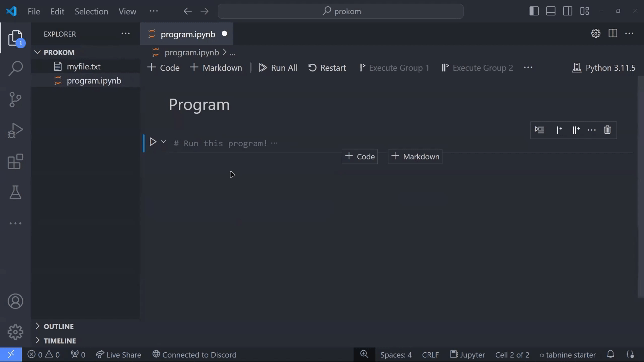 File Edit Selection View ... prokom
EXPLORER ...
program.ipynb
PROKOM
program.ipynb > ...
+ Code + Markdown Run All Restart Execute Group 1 Execute Group 2 ... Python 3.11.5
myfile.txt
program.ipynb
Program
# Run this program! ...
+ Code + Markdown
1
OUTLINE
TIMELINE
0 0 0 Live Share Connected to Discord Spaces: 4 CRLF Jupyter Cell 2 of 2 tabnine starter